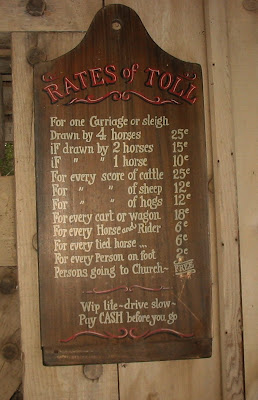 RATES of TOLL
For one Carriage or sleigh
Drawn by 4 horses 25¢
iF drawn by 2 horses 15¢
iF " " 1 horse 10¢
For every score of cattle 25¢
For " " of sheep 12¢
For " " of hogs 12¢
For every cart or wagon 18¢
For every Horse and Rider 6¢
For every tied horse ... 6¢
For every Person on foot 2¢
Persons going to Church~ FREE
Wip lite~drive slow~
Pay CASH before you go